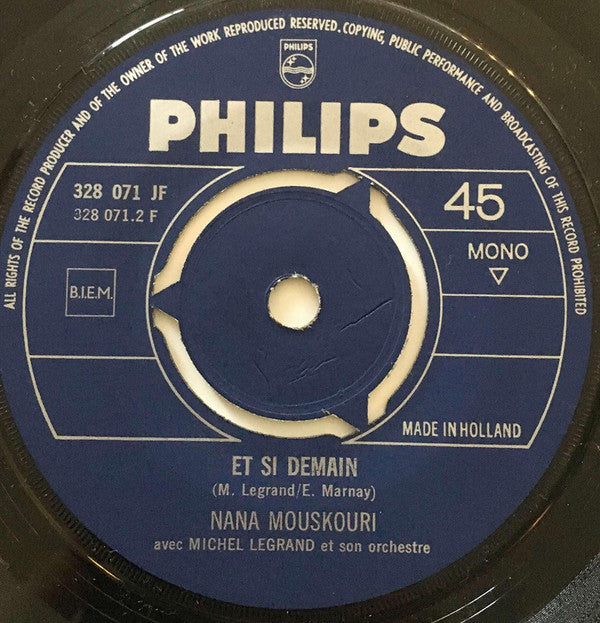 ALL RIGHTS OF THE RECORD PRODUCER AND OF THE OWNER OF THE WORK REPRODUCED RESERVED. COPYING, PUBLIC PERFORMANCE AND BROADCASTING OF THIS RECORD PROHIBITED
PHILIPS
PHILIPS
328 071 JF
328 071.2 F
45
MONO
B.I.E.M.
MADE IN HOLLAND
ET SI DEMAIN
(M. Legrand/E. Marnay)
NANA MOUSKOURI
avec MICHEL LEGRAND et son orchestre